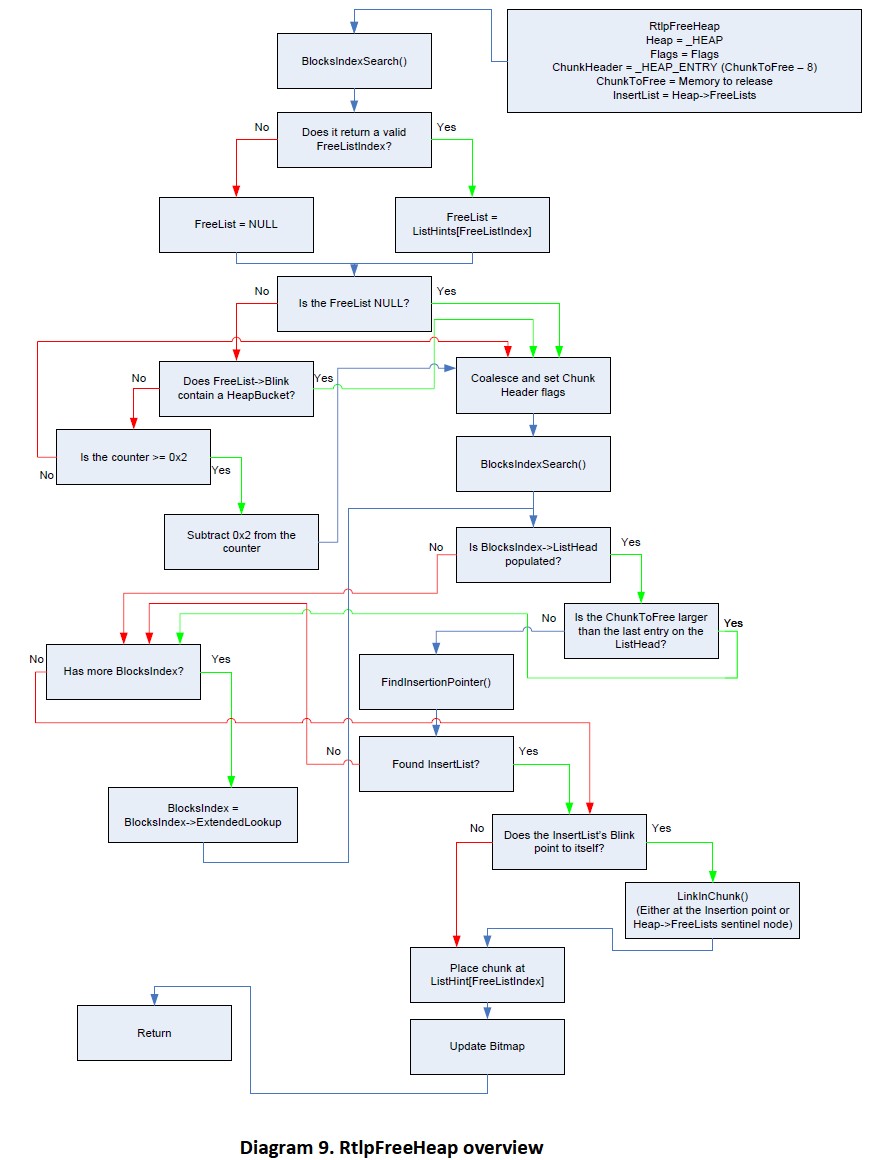 RtlpFreeHeap
Heap = _HEAP
Flags = Flags
ChunkHeader = _HEAP_ENTRY (ChunkToFree – 8)
ChunkToFree = Memory to release
InsertList = Heap->FreeLists
BlocksIndexSearch()
Does it return a valid
FreeListIndex?
No
Yes
FreeList = NULL
FreeList =
ListHints[FreeListIndex]
Is the FreeList NULL?
No
Yes
Does FreeList->Blink
contain a HeapBucket?
No
Yes
Coalesce and set Chunk
Header flags
Is the counter >= 0x2
No
Yes
BlocksIndexSearch()
Subtract 0x2 from the
counter
Is BlocksIndex->ListHead
populated?
No
Yes
Is the ChunkToFree larger
than the last entry on the
ListHead?
No
Yes
Has more BlocksIndex?
No
Yes
FindInsertionPointer()
Found InsertList?
No
Yes
BlocksIndex =
BlocksIndex->ExtendedLookup
Does the InsertList's Blink
point to itself?
No
Yes
LinkInChunk()
(Either at the Insertion point or
Heap->FreeLists sentinel node)
Place chunk at
ListHint[FreeListIndex]
Return
Update Bitmap
Diagram 9. RtlpFreeHeap overview